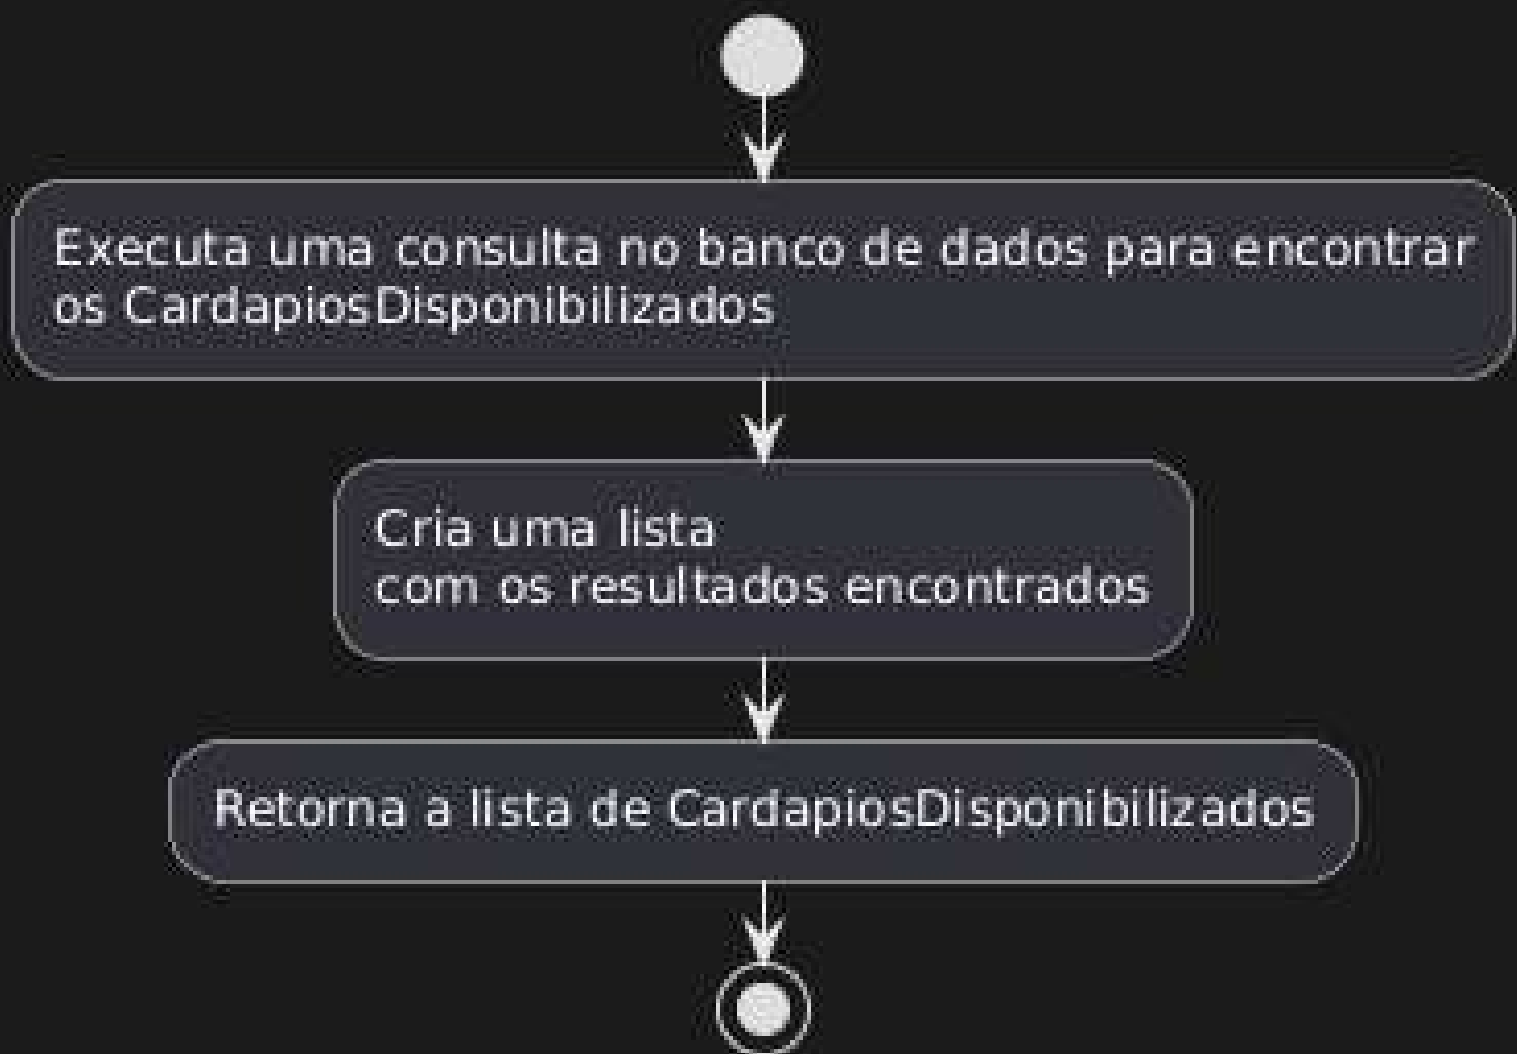 Executa uma consulta no banco de dados para encontrar
os CardapiosDisponibilizados
Cria uma lista
com os resultados encontrados
Retorna a lista de CardapiosDisponibilizados